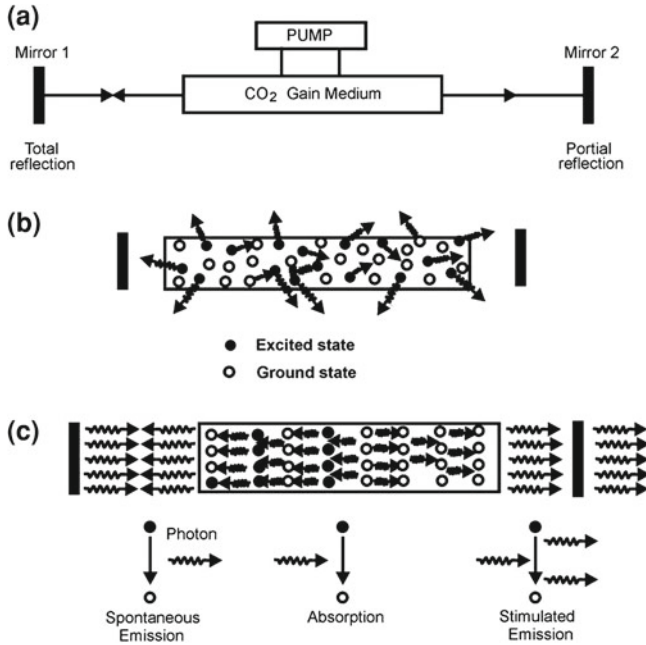 (a)
PUMP
Mirror 1
Mirror 2
CO₂ Gain Medium
Total
reflection
Portial
reflection
(b)
Excited state
Ground state
(c)
Photon
Spontaneous
Emission
Absorption
Stimulated
Emission